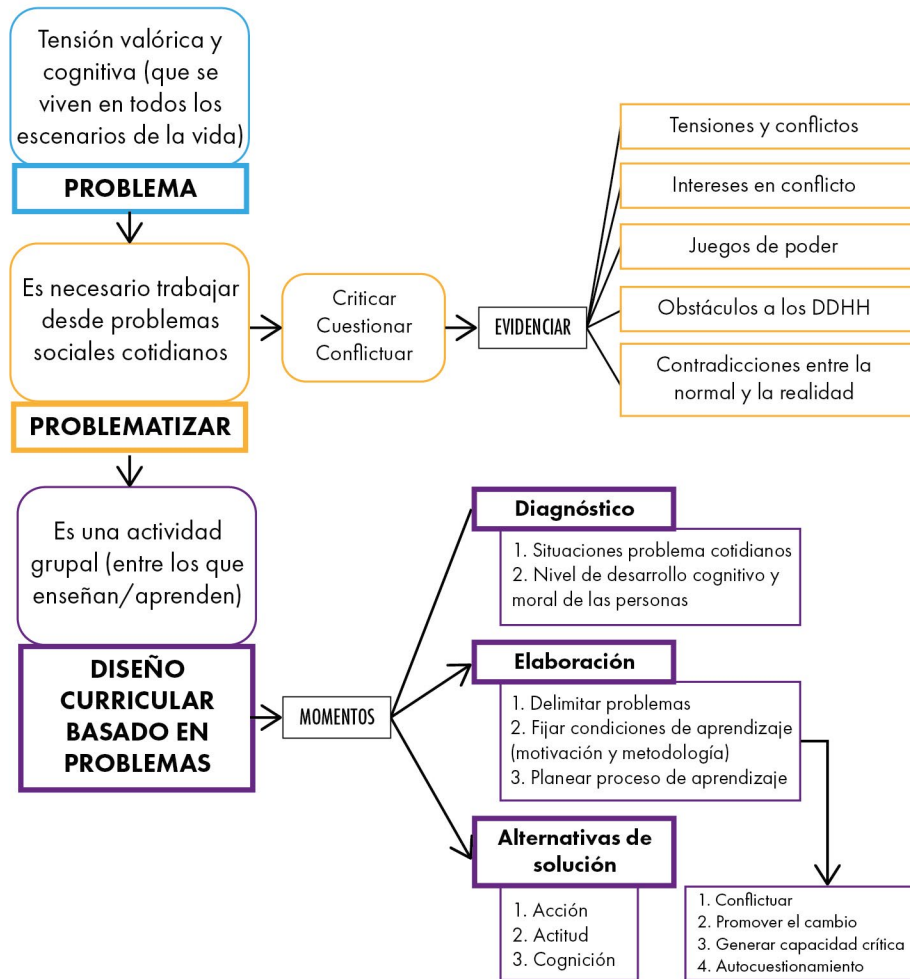 Tensión valórica y
cognitiva (que se
viven en todos los
escenarios de la vida)
PROBLEMA
Es necesario trabajar
desde problemas
sociales cotidianos
PROBLEMATIZAR
Criticar
Cuestionar
Conflictuar
EVIDENCIAR
Tensiones y conflictos
Intereses en conflicto
Juegos de poder
Obstáculos a los DDHH
Contradicciones entre la
normal y la realidad
Es una actividad
grupal (entre los que
enseñan/aprenden)
DISEÑO
CURRICULAR
BASADO EN
PROBLEMAS
MOMENTOS
Diagnóstico
1. Situaciones problema cotidianos
2. Nivel de desarrollo cognitivo y
moral de las personas
Elaboración
1. Delimitar problemas
2. Fijar condiciones de aprendizaje
(motivación y metodología)
3. Planear proceso de aprendizaje
Alternativas de
solución
1. Acción
2. Actitud
3. Cognición
1. Conflictuar
2. Promover el cambio
3. Generar capacidad crítica
4. Autocuestionamiento